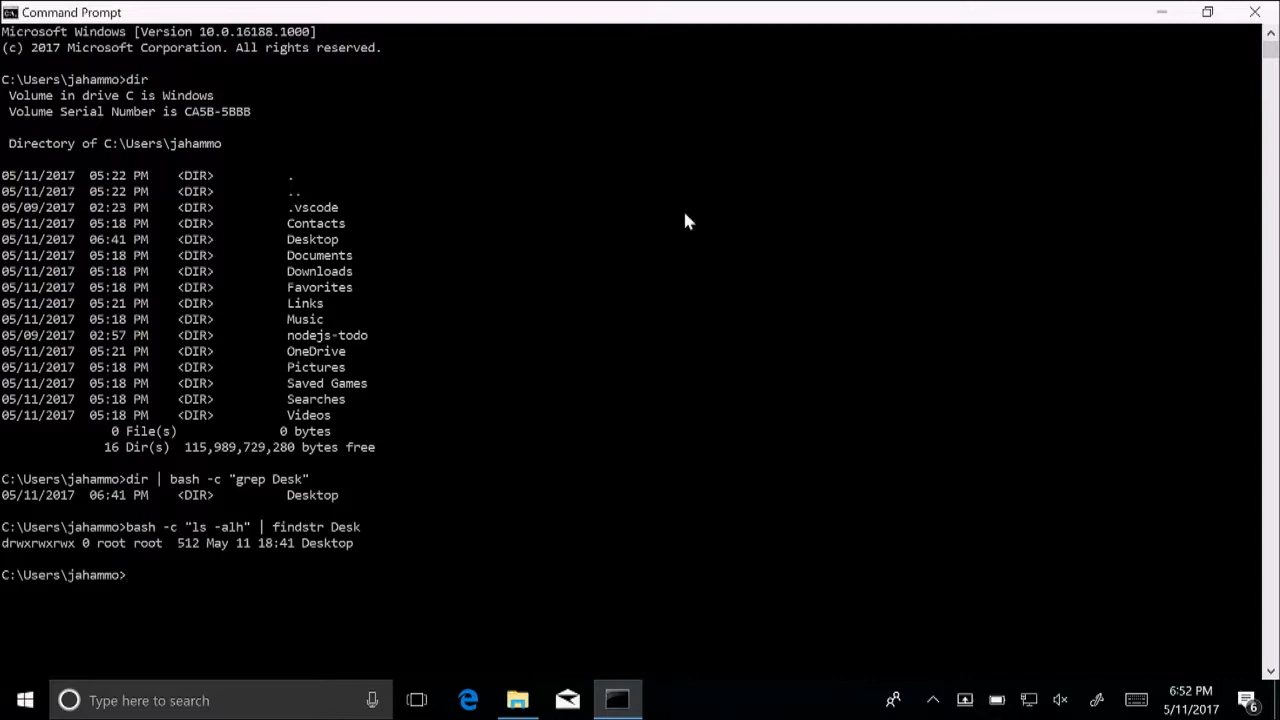 Command Prompt
Microsoft Windows [Version 10.0.16188.1000]
(c) 2017 Microsoft Corporation. All rights reserved.
C:\Users\jahammo>dir
 Volume in drive C is Windows
 Volume Serial Number is CA5B-5BBB
 Directory of C:\Users\jahammo
05/11/2017  05:22 PM    <DIR>          .
05/11/2017  05:22 PM    <DIR>          ..
05/09/2017  02:23 PM    <DIR>          .vscode
05/11/2017  05:18 PM    <DIR>          Contacts
05/11/2017  06:41 PM    <DIR>          Desktop
05/11/2017  05:18 PM    <DIR>          Documents
05/11/2017  05:18 PM    <DIR>          Downloads
05/11/2017  05:18 PM    <DIR>          Favorites
05/11/2017  05:21 PM    <DIR>          Links
05/11/2017  05:18 PM    <DIR>          Music
05/09/2017  02:57 PM    <DIR>          nodejs-todo
05/11/2017  05:21 PM    <DIR>          OneDrive
05/11/2017  05:18 PM    <DIR>          Pictures
05/11/2017  05:18 PM    <DIR>          Saved Games
05/11/2017  05:18 PM    <DIR>          Searches
05/11/2017  05:18 PM    <DIR>          Videos
               0 File(s)              0 bytes
              16 Dir(s)  115,989,729,280 bytes free
C:\Users\jahammo>dir | bash -c "grep Desk"
05/11/2017  06:41 PM    <DIR>          Desktop
C:\Users\jahammo>bash -c "ls -alh" | findstr Desk
drwxrwxrwx 0 root root  512 May 11 18:41 Desktop
C:\Users\jahammo>
Type here to search
6:52 PM
5/11/2017
6